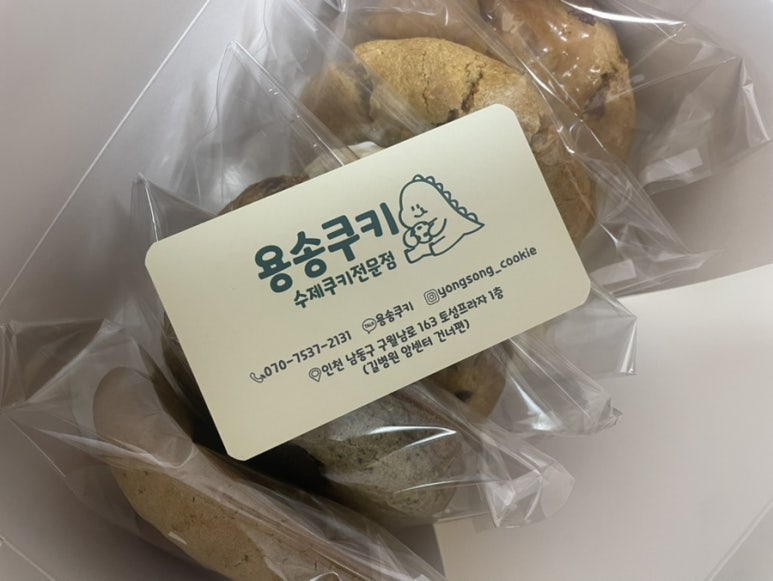 용송쿠키
수제쿠키전문점
070-7537-2131 TALK 용송쿠키 yongsong_cookie
인천 남동구 구월남로 163 토성프라자 1층
(길병원 암센터 건너편)